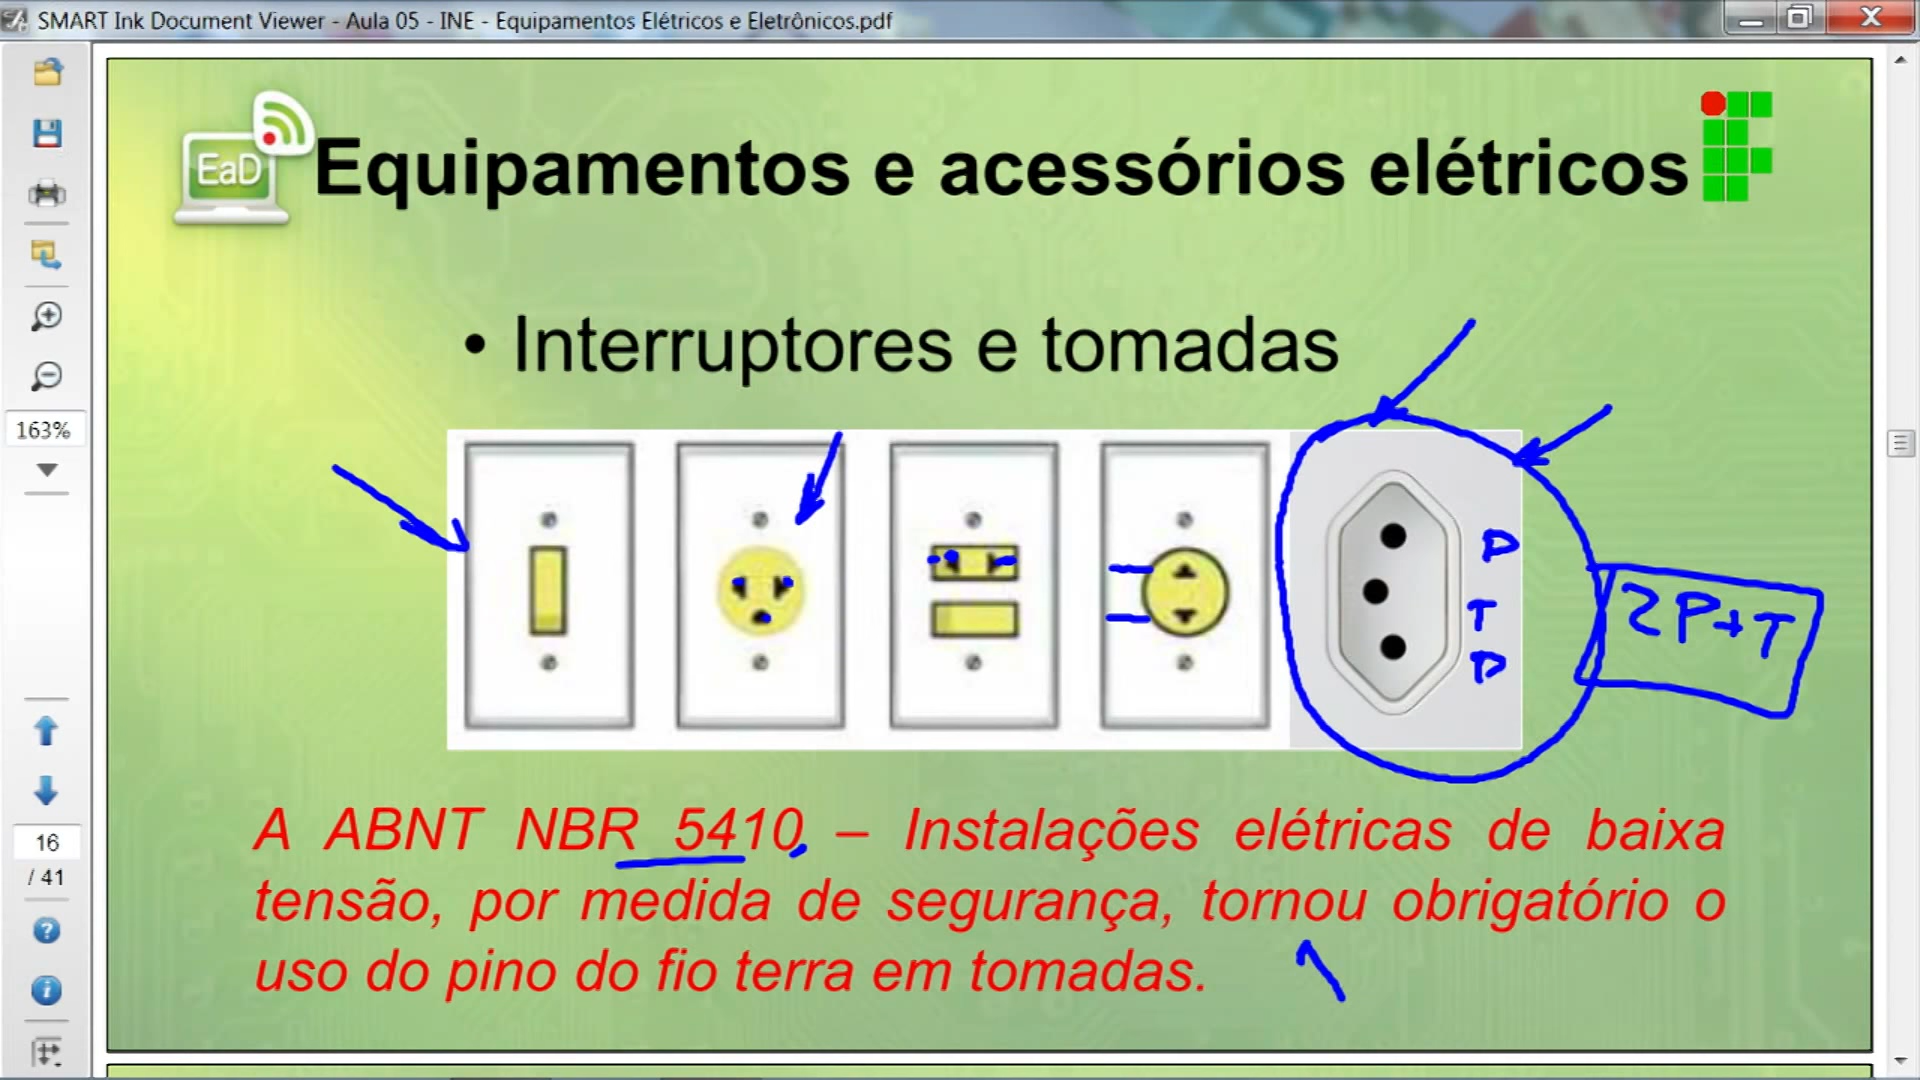 SMART Ink Document Viewer - Aula 05 - INE - Equipamentos Elétricos e Eletrônicos.pdf
EaD
Equipamentos e acessórios elétricos
• Interruptores e tomadas
163%
P
T
P
2P+T
A ABNT NBR 5410 – Instalações elétricas de baixa
tensão, por medida de segurança, tornou obrigatório o
uso do pino do fio terra em tomadas.
16
/ 41